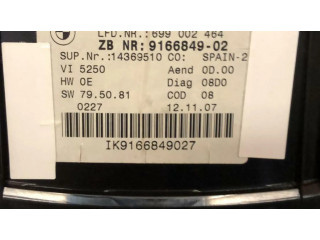 LFD.NR.: 699 002 464
ZB NR: 9166849-02
SUP.Nr.:14369510 CO: SPAIN-2
VI 5250 Aend 0D.00
HW 0E Diag 08D0
SW 79.50.81 COD 08
0227 12.11.07
IK9166849027